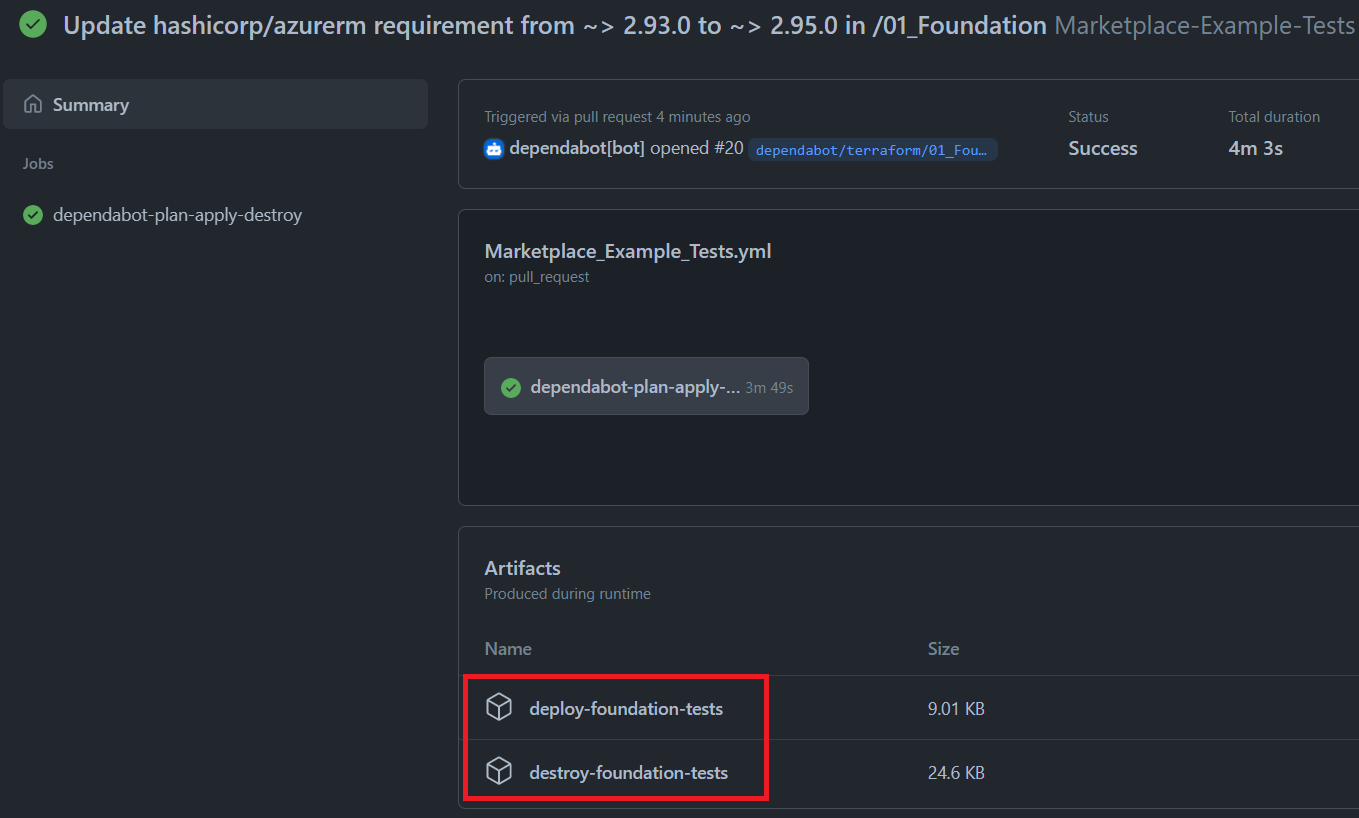 Update hashicorp/azurerm requirement from ~> 2.93.0 to ~> 2.95.0 in /01_Foundation Marketplace-Example-Tests
Summary
Jobs
dependabot-plan-apply-destroy
Triggered via pull request 4 minutes ago
dependabot[bot] opened #20 dependabot/terraform/01_Fou…
Status
Success
Total duration
4m 3s
Marketplace_Example_Tests.yml
on: pull_request
dependabot-plan-apply-... 3m 49s
Artifacts
Produced during runtime
Name Size
deploy-foundation-tests 9.01 KB
destroy-foundation-tests 24.6 KB